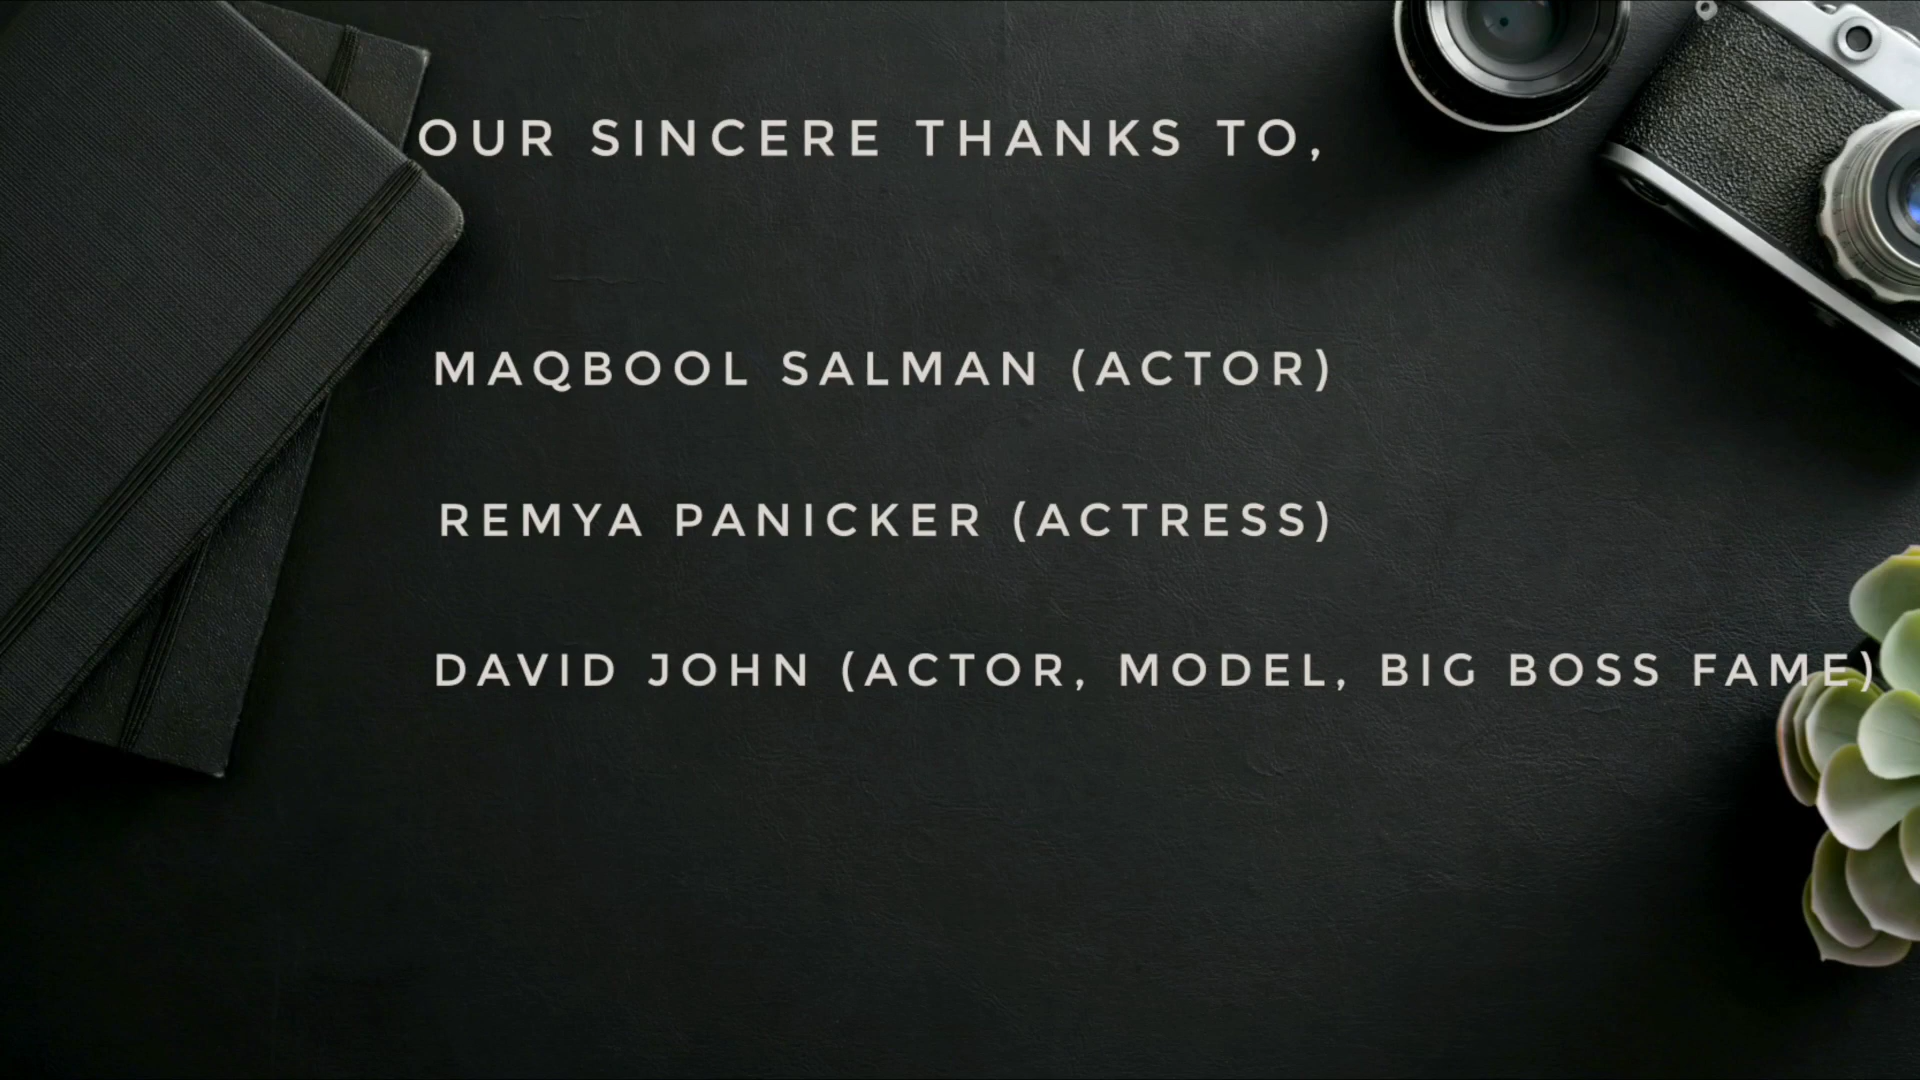 OUR SINCERE THANKS TO,
MAQBOOL SALMAN (ACTOR)
REMYA PANICKER (ACTRESS)
DAVID JOHN (ACTOR, MODEL, BIG BOSS FAME)